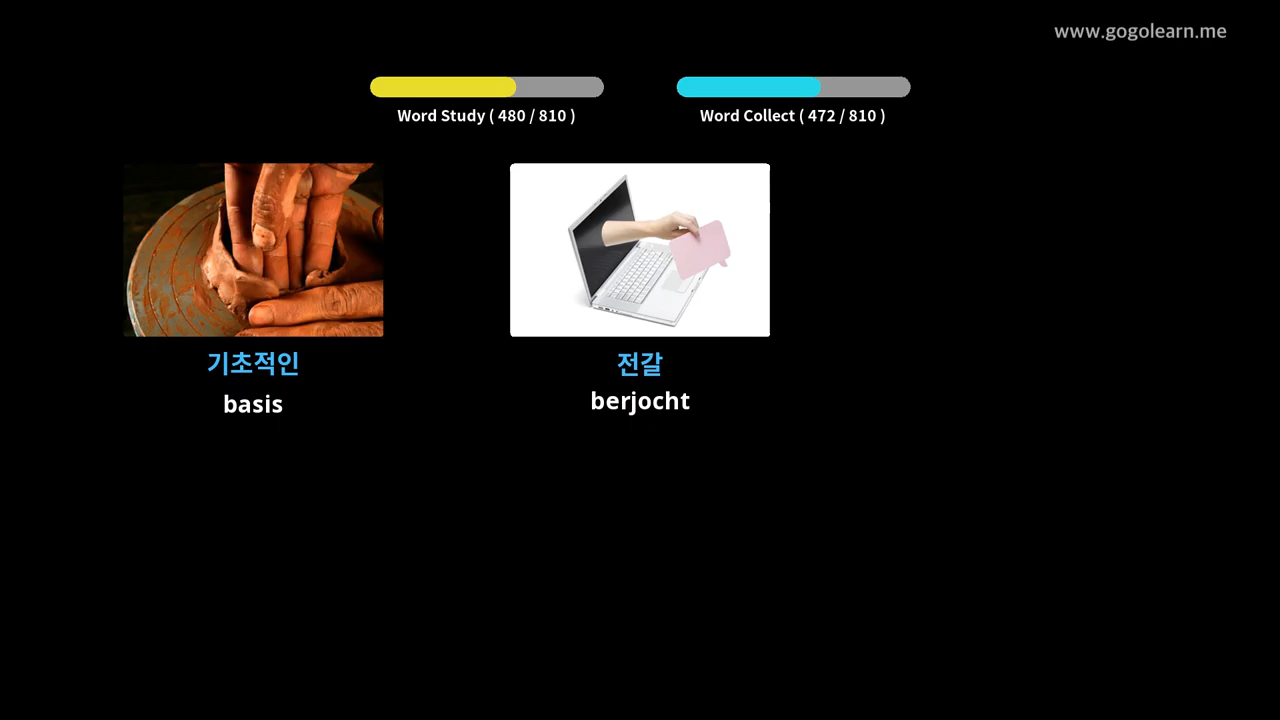 www.gogolearn.me
Word Study ( 480 / 810 )
Word Collect ( 472 / 810 )
기초적인
basis
전갈
berjocht